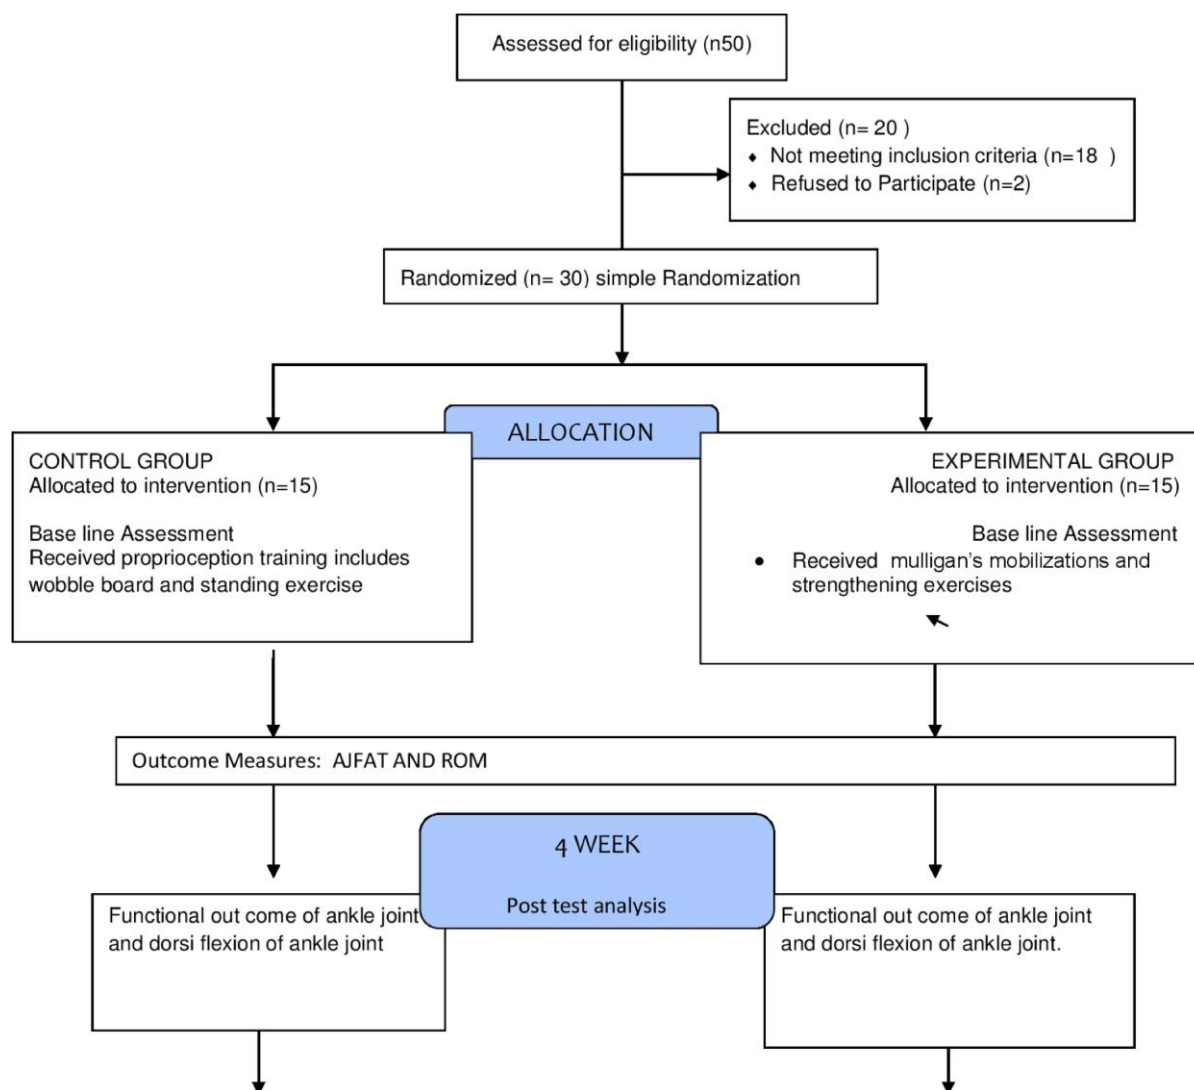 Assessed for eligibility (n50)
Excluded (n= 20 )
♦ Not meeting inclusion criteria (n=18 )
♦ Refused to Participate (n=2)
Randomized (n= 30) simple Randomization
ALLOCATION
CONTROL GROUP
Allocated to intervention (n=15)
Base line Assessment
Received proprioception training includes
wobble board and standing exercise
EXPERIMENTAL GROUP
Allocated to intervention (n=15)
Base line Assessment
• Received mulligan's mobilizations and
strengthening exercises
Outcome Measures: AJFAT AND ROM
4 WEEK
Post test analysis
Functional out come of ankle joint
and dorsi flexion of ankle joint
Functional out come of ankle joint
and dorsi flexion of ankle joint.